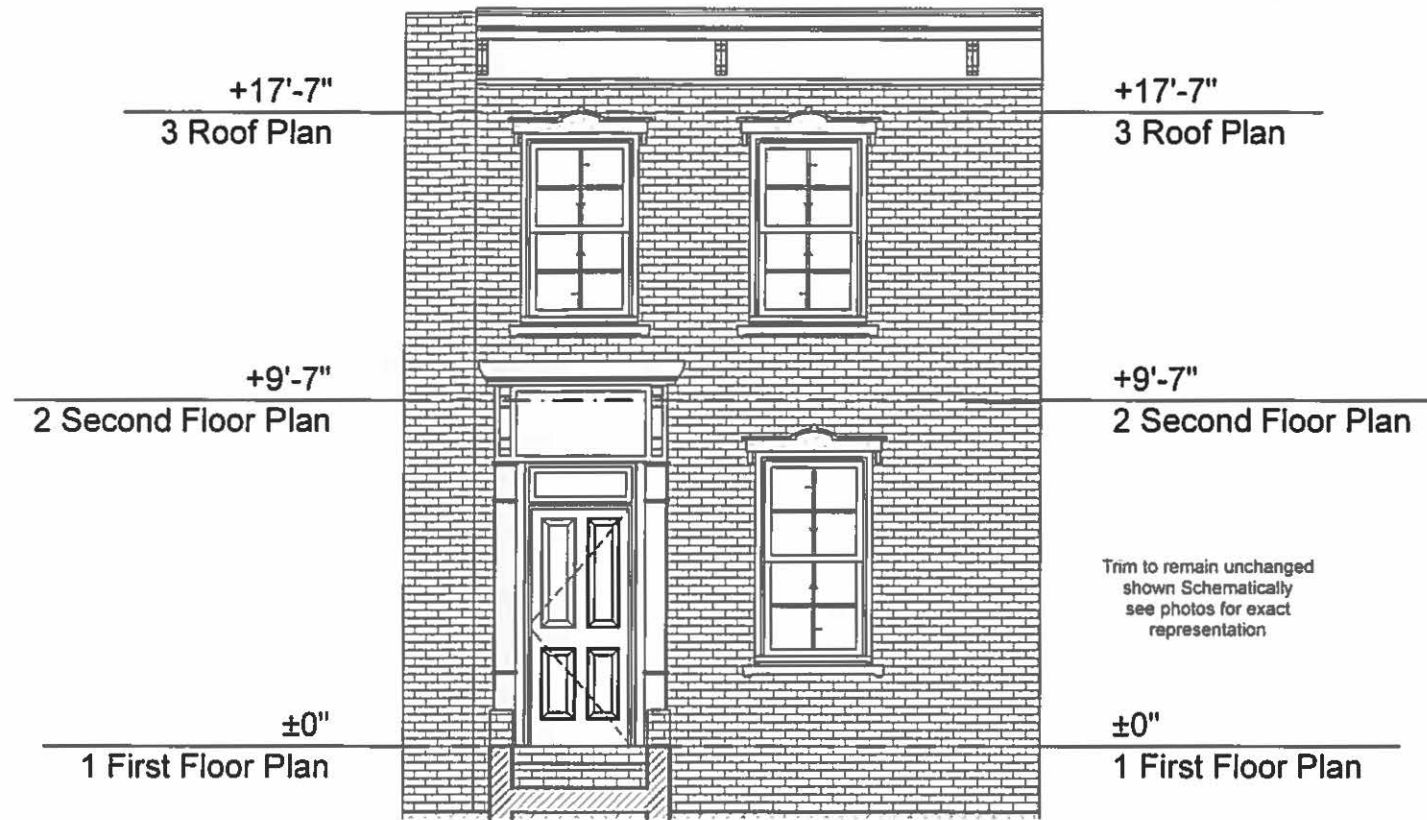 +17'-7"
3 Roof Plan
+17'-7"
3 Roof Plan
+9'-7"
2 Second Floor Plan
+9'-7"
2 Second Floor Plan
Trim to remain unchanged
shown Schematically
see photos for exact
representation
±0"
1 First Floor Plan
±0"
1 First Floor Plan